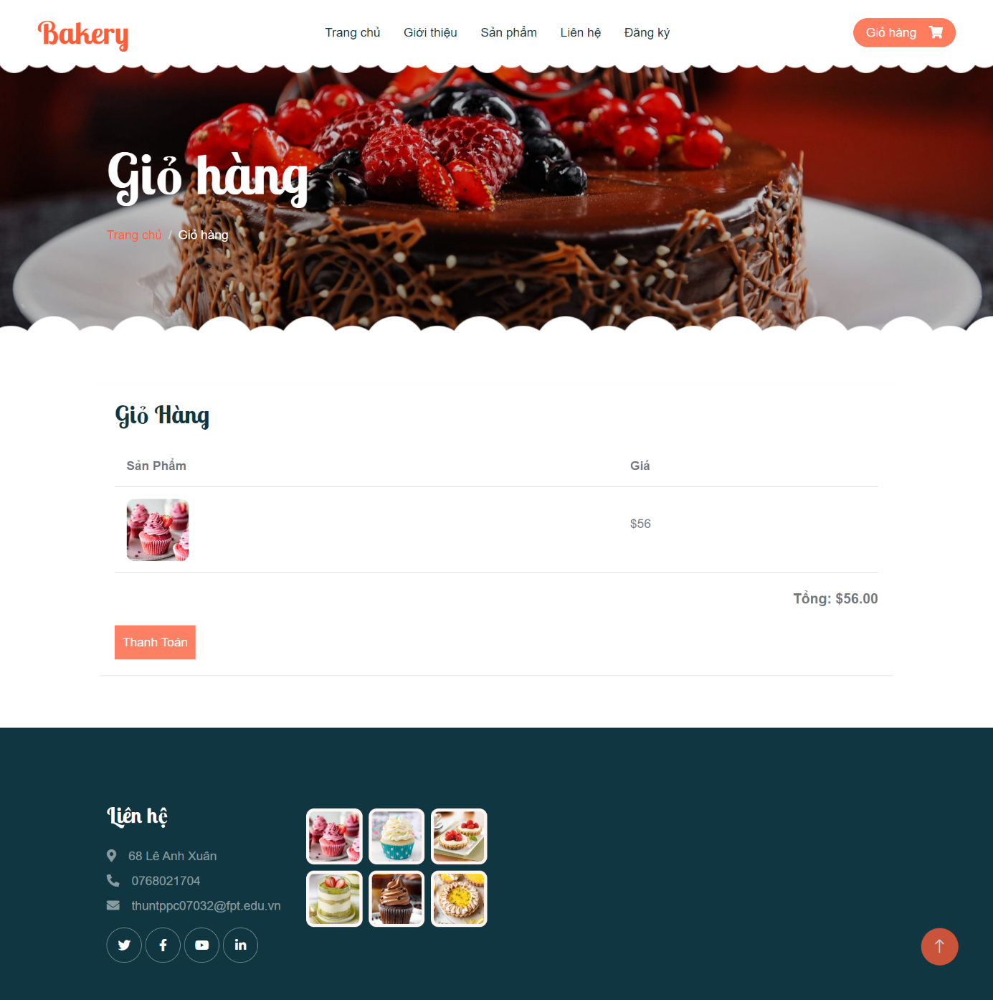 Bakery
Trang chủ
Giới thiệu
Sản phẩm
Liên hệ
Đăng ký
Giỏ hàng
Giỏ hàng
Trang chủ / Giỏ hàng
Giỏ Hàng
Sản Phẩm
Giá
$56
Tổng: $56.00
Thanh Toán
Liên hệ
68 Lê Anh Xuân
0768021704
thuntppc07032@fpt.edu.vn